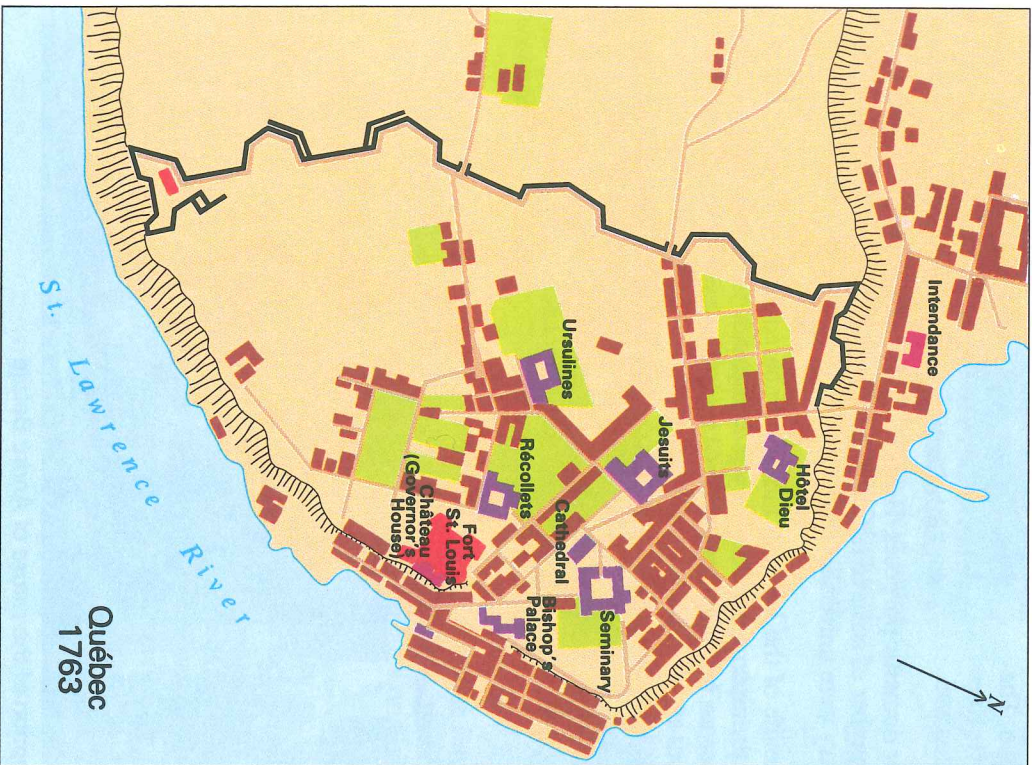 Intendance
Hôtel
Dieu
Ursulines
Jesuits
Récollets
Cathedral
Seminary
Bishop's
Palace
Fort
St. Louis
Château
(Governor's
House)
St. Lawrence River
N
Québec
1763